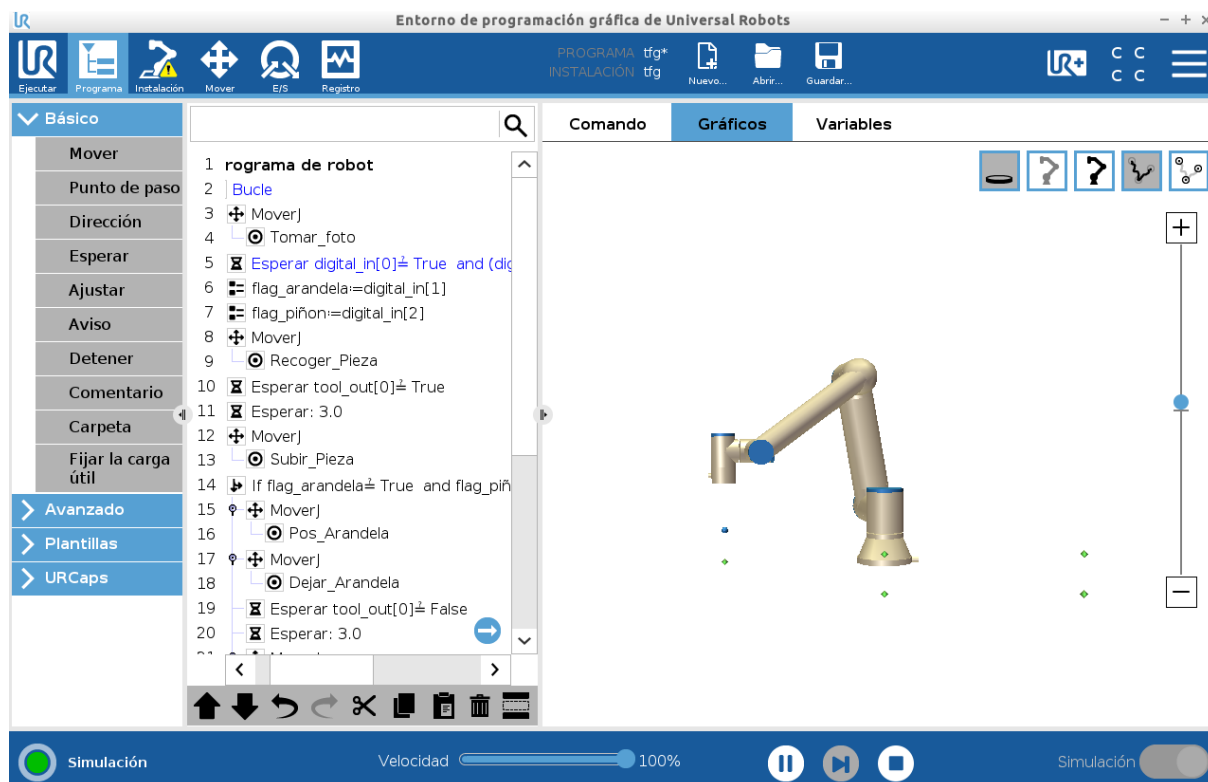 Entorno de programación gráfica de Universal Robots
Ejecutar
Programa
Instalación
Mover
E/S
Registro
PROGRAMA tfg*
INSTALACIÓN tfg
Nuevo...
Abrir...
Guardar...
UR+
C C
C C
Básico
Mover
Punto de paso
Dirección
Esperar
Ajustar
Aviso
Detener
Comentario
Carpeta
Fijar la carga
útil
Avanzado
Plantillas
URCaps
1 rograma de robot
2 Bucle
3 MoverJ
4 Tomar_foto
5 Esperar digital_in[0]≟ True and (dig
6 flag_arandela≔digital_in[1]
7 flag_piñon≔digital_in[2]
8 MoverJ
9 Recoger_Pieza
10 Esperar tool_out[0]≟ True
11 Esperar: 3.0
12 MoverJ
13 Subir_Pieza
14 If flag_arandela≟ True and flag_piñ
15 MoverJ
16 Pos_Arandela
17 MoverJ
18 Dejar_Arandela
19 Esperar tool_out[0]≟ False
20 Esperar: 3.0
Comando
Gráficos
Variables
Simulación
Velocidad
100%
Simulación